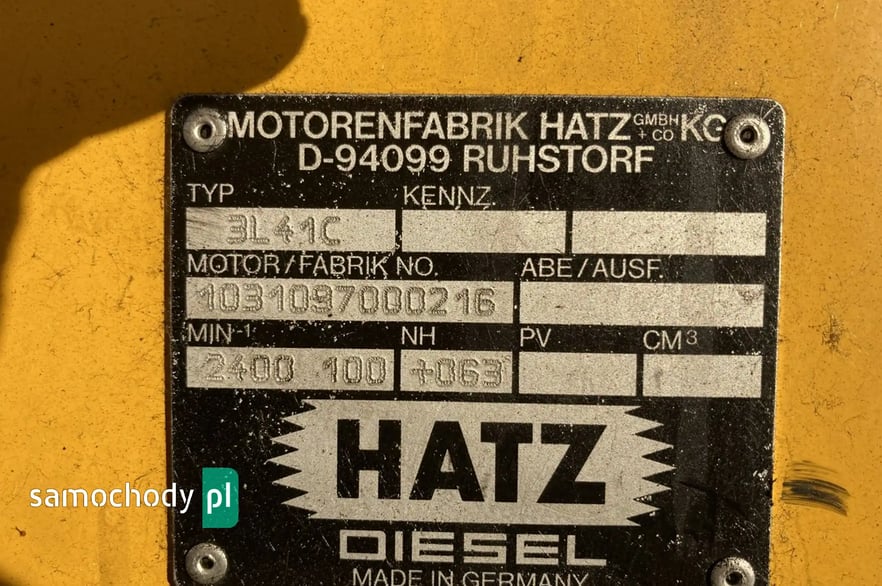 MOTORENFABRIK HATZ GMBH + CO KG
D-94099 RUHSTORF
TYP KENNZ.
3L41C
MOTOR/FABRIK NO. ABE/AUSF.
1031097000216
MIN-¹ NH PV CM³
2400 100 +063
HATZ
samochody pl
DIESEL
MADE IN GERMANY